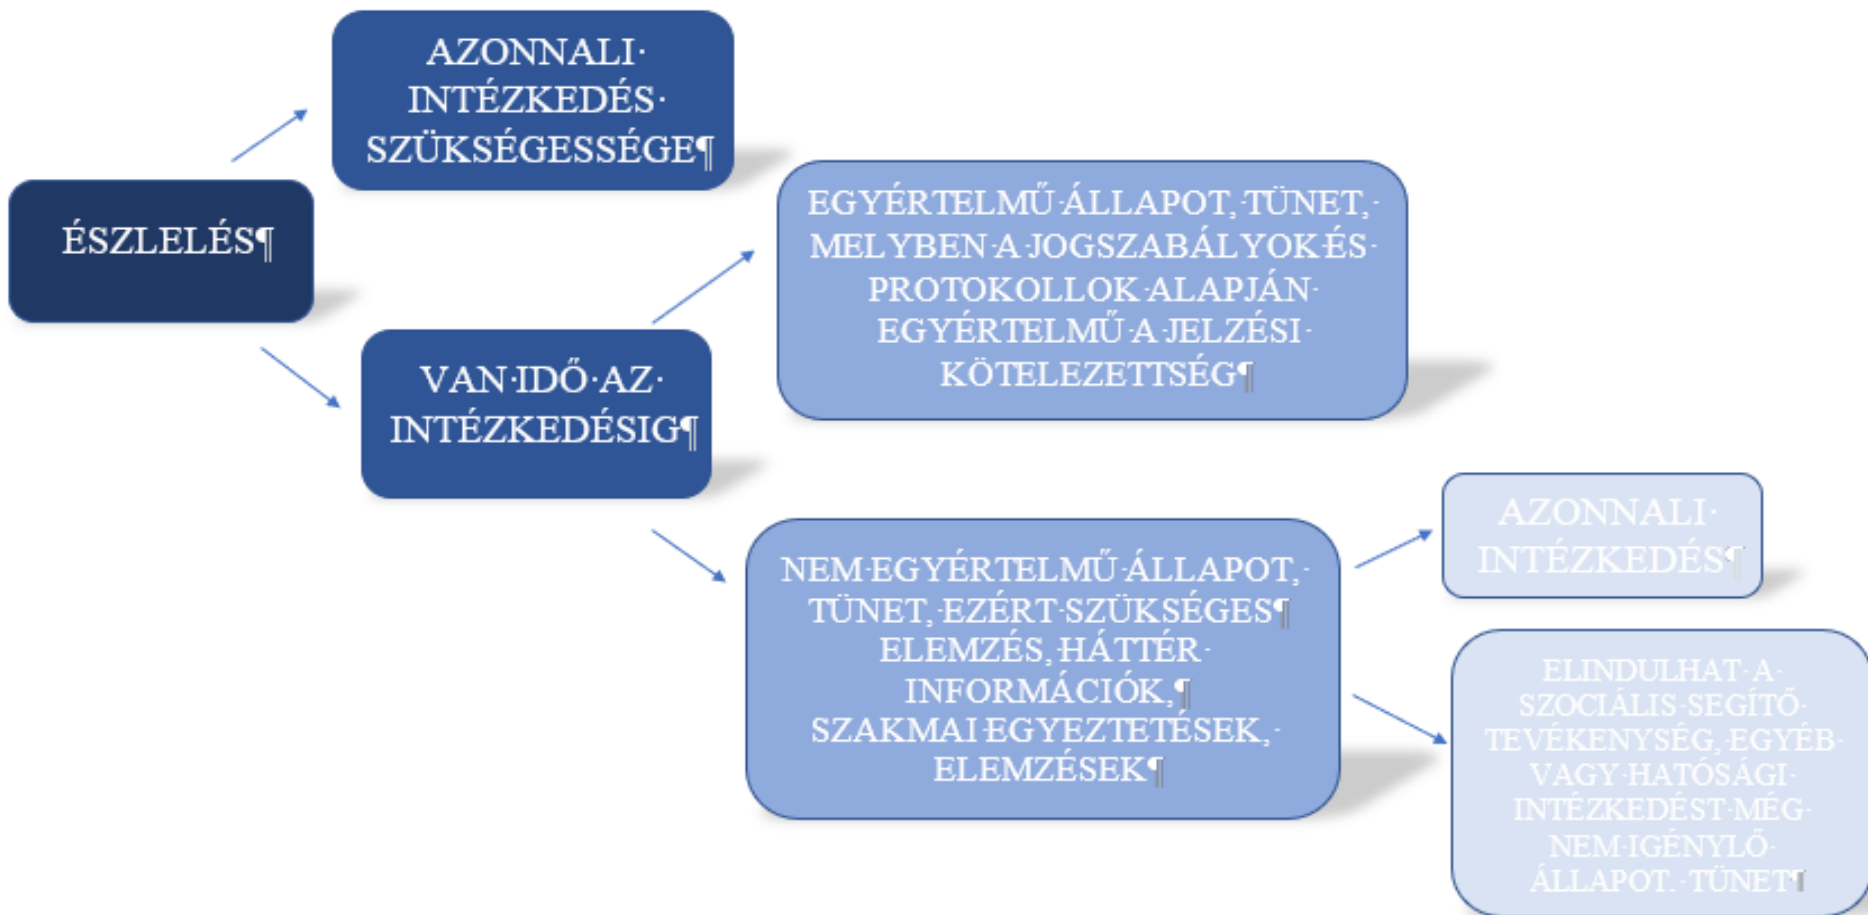 AZONNALI
INTÉZKEDÉS
SZÜKSÉGESSÉGE¶
ÉSZLELÉS¶
VAN IDŐ AZ
INTÉZKEDÉSIG¶
EGYÉRTELMŰ ÁLLAPOT, TÜNET,
MELYBEN A JOGSZABÁLYOK ÉS
PROTOKOLLOK ALAPJÁN
EGYÉRTELMŰ A JELZÉSI
KÖTELEZETTSÉG¶
NEM EGYÉRTELMŰ ÁLLAPOT,
TÜNET, EZÉRT SZÜKSÉGES¶
ELEMZÉS, HÁTTÉR
INFORMÁCIÓK,¶
SZAKMAI EGYEZTETÉSEK,
ELEMZÉSEK¶
AZONNALI
INTÉZKEDÉS¶
ELINDULHAT A
SZOCIÁLIS SEGÍTŐ
TEVÉKENYSÉG, EGYÉB
VAGY HATÓSÁGI
INTÉZKEDÉST MÉG
NEM IGÉNYLŐ
ÁLLAPOT. TÜNET¶